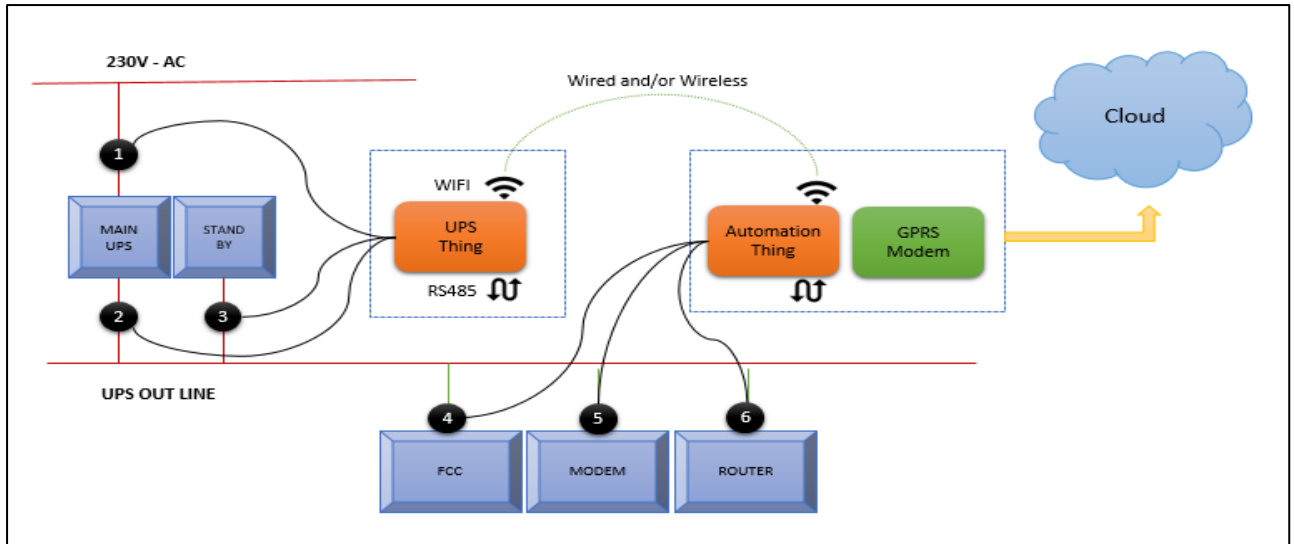 230V - AC
Wired and/or Wireless
Cloud
1
WIFI
MAIN
UPS
STAND
BY
UPS
Thing
Automation
Thing
GPRS
Modem
RS485
2
3
UPS OUT LINE
4
5
6
FCC
MODEM
ROUTER